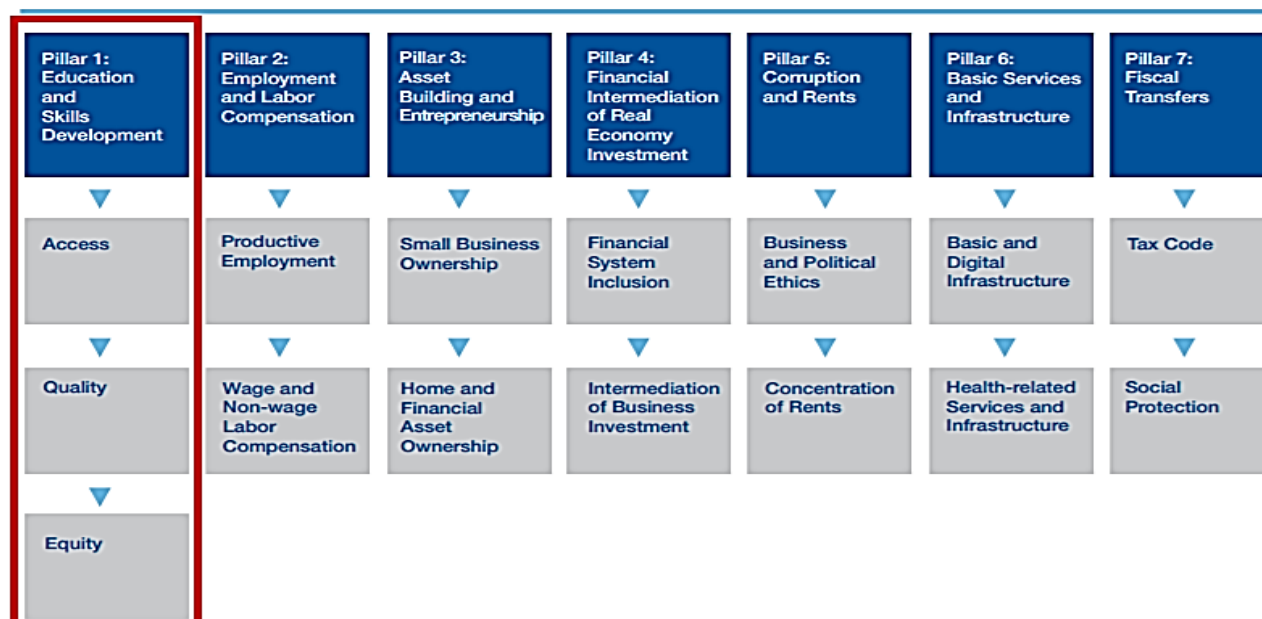 Pillar 1:
Education
and
Skills
Development
Pillar 2:
Employment
and Labor
Compensation
Pillar 3:
Asset
Building and
Entrepreneurship
Pillar 4:
Financial
Intermediation
of Real
Economy
Investment
Pillar 5:
Corruption
and Rents
Pillar 6:
Basic Services
and
Infrastructure
Pillar 7:
Fiscal
Transfers
Access
Productive
Employment
Small Business
Ownership
Financial
System
Inclusion
Business
and Political
Ethics
Basic and
Digital
Infrastructure
Tax Code
Quality
Wage and
Non-wage
Labor
Compensation
Home and
Financial
Asset
Ownership
Intermediation
of Business
Investment
Concentration
of Rents
Health-related
Services and
Infrastructure
Social
Protection
Equity